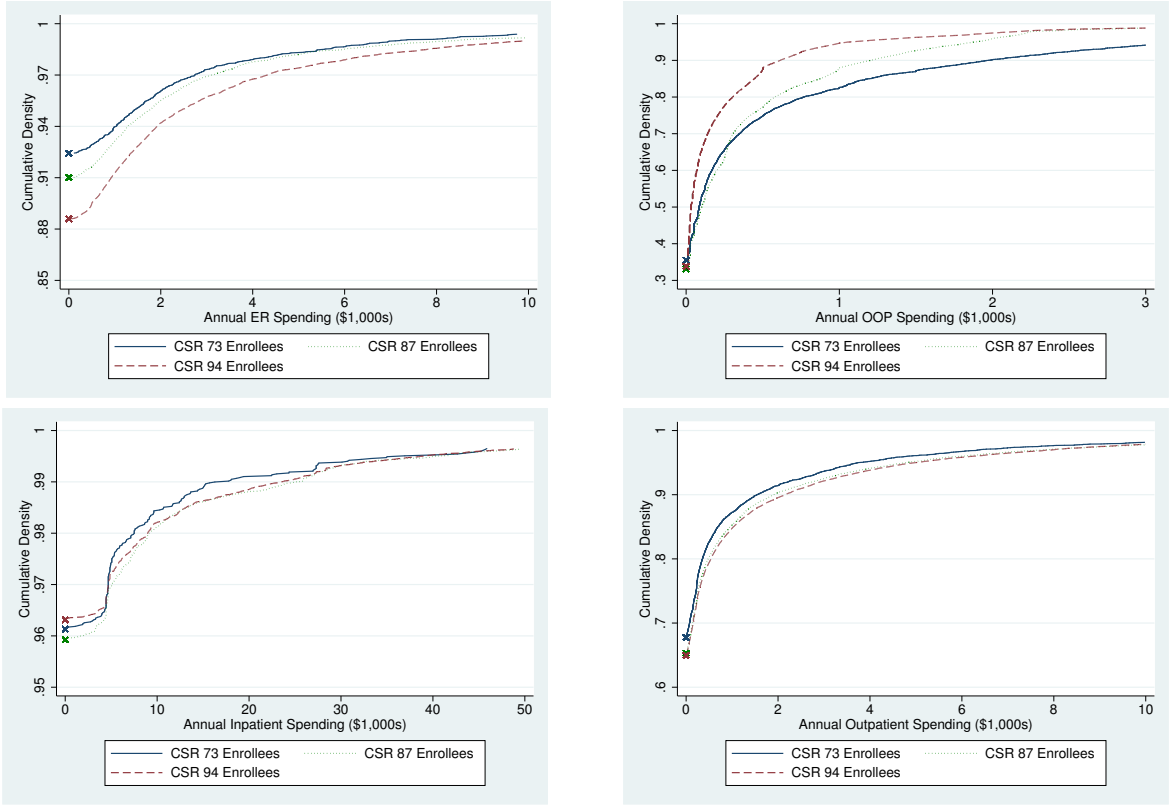 Cumulative Density
1
.97
.94
.91
.88
.85
0 2 4 6 8 10
Annual ER Spending ($1,000s)
CSR 73 Enrollees CSR 87 Enrollees
CSR 94 Enrollees
Cumulative Density
1
.9
.8
.7
.6
.5
.4
.3
0 1 2 3
Annual OOP Spending ($1,000s)
CSR 73 Enrollees CSR 87 Enrollees
CSR 94 Enrollees
Cumulative Density
1
.99
.98
.97
.96
.95
0 10 20 30 40 50
Annual Inpatient Spending ($1,000s)
CSR 73 Enrollees CSR 87 Enrollees
CSR 94 Enrollees
Cumulative Density
1
.9
.8
.7
.6
0 2 4 6 8 10
Annual Outpatient Spending ($1,000s)
CSR 73 Enrollees CSR 87 Enrollees
CSR 94 Enrollees